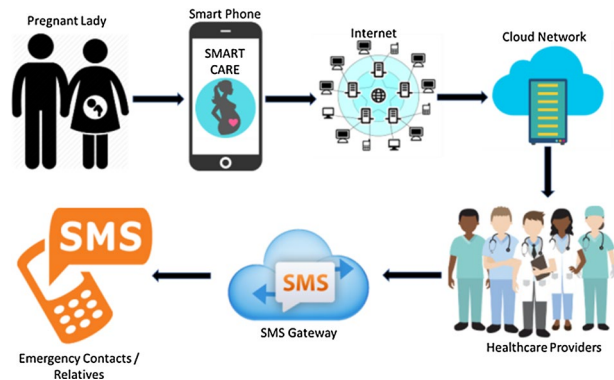 Pregnant Lady
Smart Phone
SMART
CARE
Internet
Cloud Network
SMS
Emergency Contacts /
Relatives
SMS
SMS Gateway
Healthcare Providers